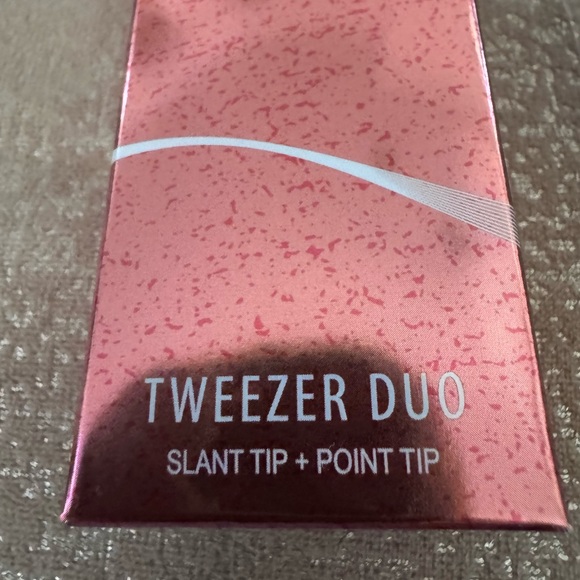 TWEEZER DUO
SLANT TIP + POINT TIP